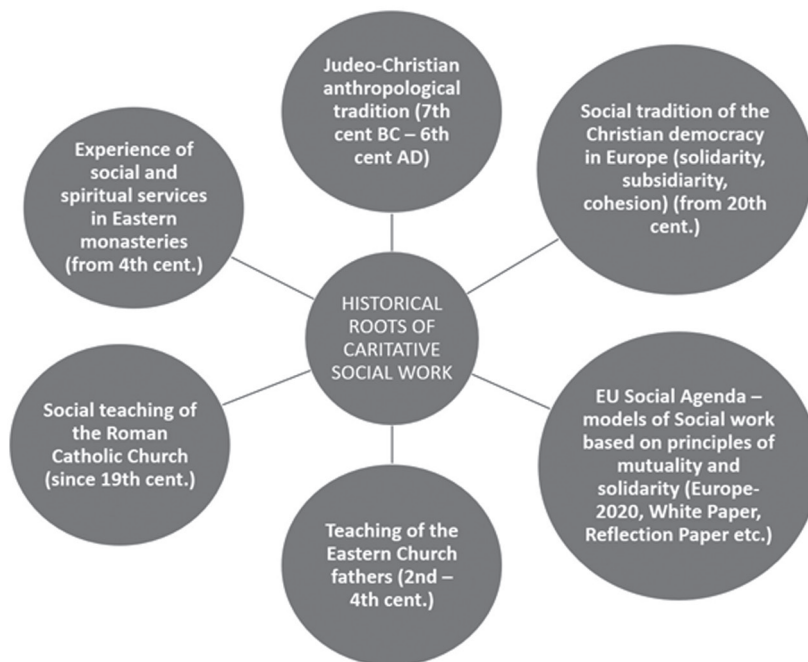 Judeo-Christian
anthropological
tradition (7th
cent BC – 6th
cent AD)
Social tradition of the
Christian democracy
in Europe (solidarity,
subsidiarity,
cohesion) (from 20th
cent.)
Experience of
social and
spiritual services
in Eastern
monasteries
(from 4th cent.)
HISTORICAL
ROOTS OF
CARITATIVE
SOCIAL WORK
Social teaching of
the Roman
Catholic Church
(since 19th cent.)
EU Social Agenda –
models of Social work
based on principles of
mutuality and
solidarity (Europe-
2020, White Paper,
Reflection Paper etc.)
Teaching of the
Eastern Church
fathers (2nd –
4th cent.)